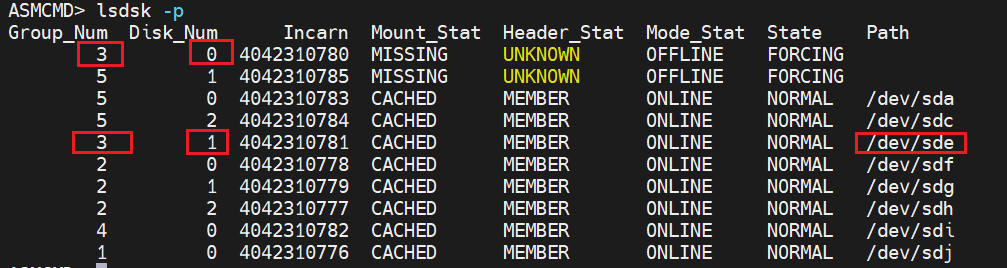 ASMCMD> lsdsk -p
Group_Num  Disk_Num      Incarn  Mount_Stat  Header_Stat  Mode_Stat  State    Path
        3         0  4042310780  MISSING     UNKNOWN      OFFLINE    FORCING
        5         1  4042310785  MISSING     UNKNOWN      OFFLINE    FORCING
        5         0  4042310783  CACHED      MEMBER       ONLINE     NORMAL   /dev/sda
        5         2  4042310784  CACHED      MEMBER       ONLINE     NORMAL   /dev/sdc
        3         1  4042310781  CACHED      MEMBER       ONLINE     NORMAL   /dev/sde
        2         0  4042310778  CACHED      MEMBER       ONLINE     NORMAL   /dev/sdf
        2         1  4042310779  CACHED      MEMBER       ONLINE     NORMAL   /dev/sdg
        2         2  4042310777  CACHED      MEMBER       ONLINE     NORMAL   /dev/sdh
        4         0  4042310782  CACHED      MEMBER       ONLINE     NORMAL   /dev/sdi
        1         0  4042310776  CACHED      MEMBER       ONLINE     NORMAL   /dev/sdj